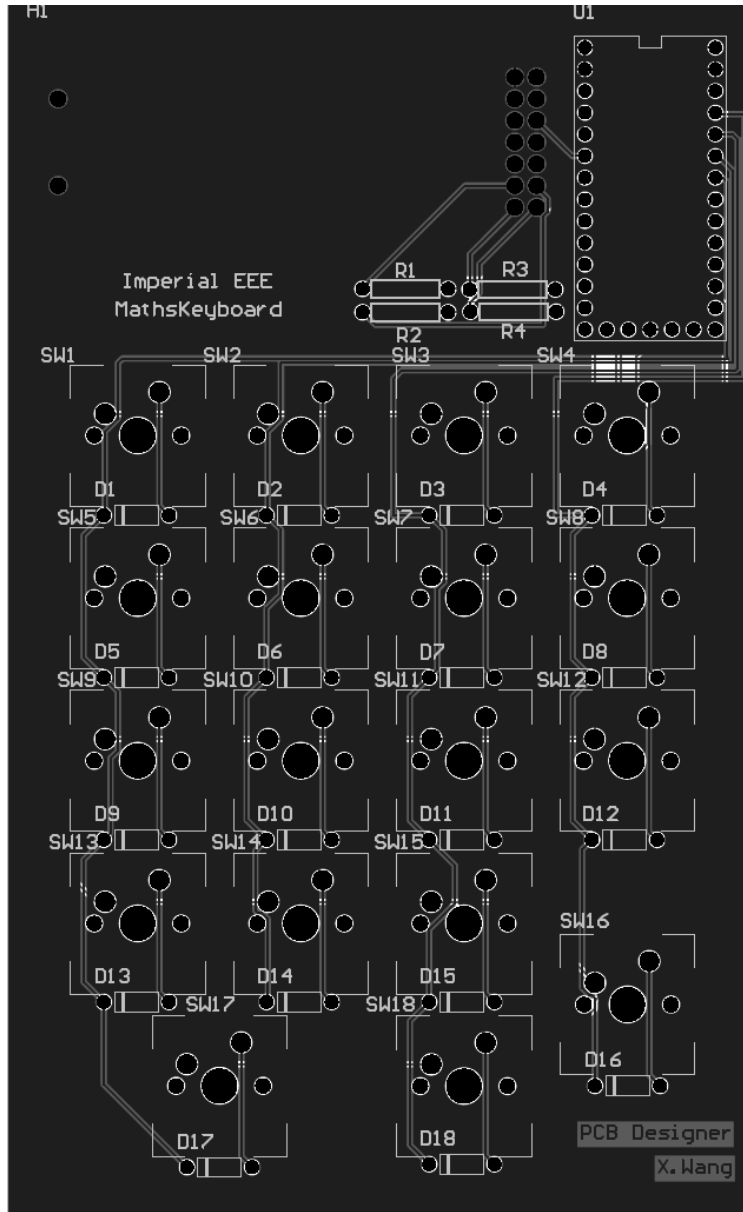 A1 U1
R1 R3
Imperial EEE
MathsKeyboard
R2 R4
SW1 SW2 SW3 SW4
D1 D2 D3 D4
SW5 SW6 SW7 SW8
D5 D6 D7 D8
SW9 SW10 SW11 SW12
D9 D10 D11 D12
SW13 SW14 SW15
SW16
D13 D14 D15
SW17 SW18
D16
PCB Designer
D17 D18
X.Wang